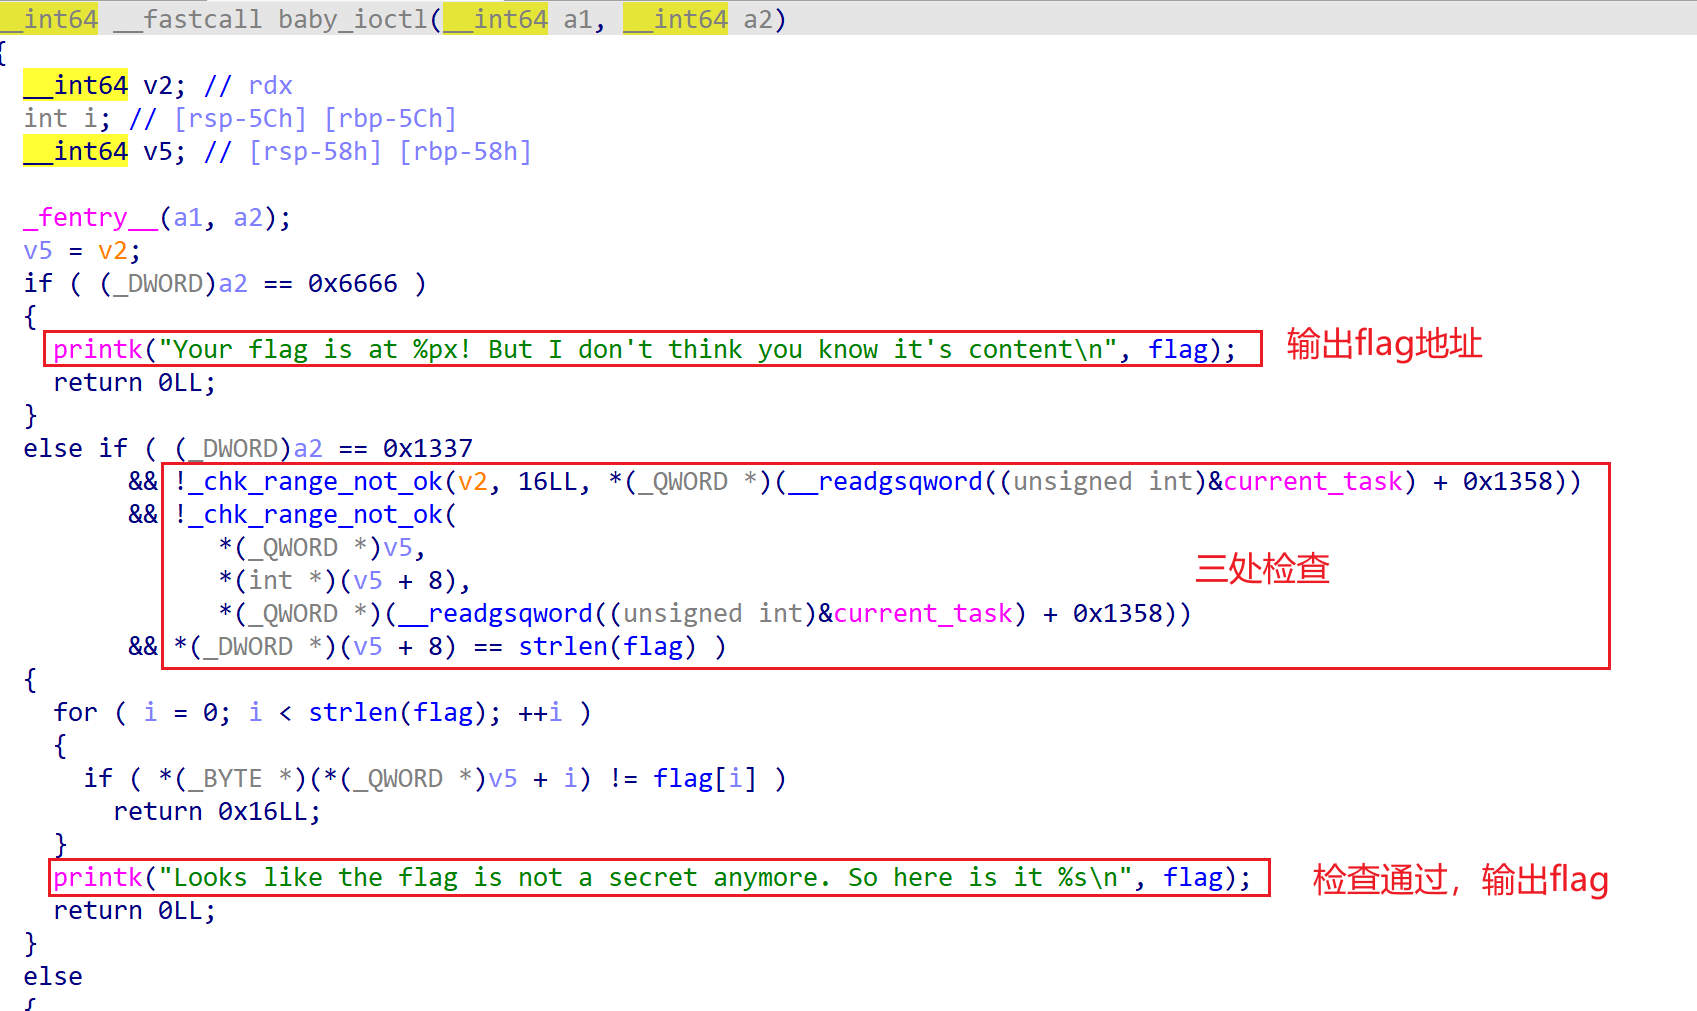 __int64 __fastcall baby_ioctl(__int64 a1, __int64 a2)
{
  __int64 v2; // rdx
  int i; // [rsp-5Ch] [rbp-5Ch]
  __int64 v5; // [rsp-58h] [rbp-58h]
  _fentry__(a1, a2);
  v5 = v2;
  if ( (_DWORD)a2 == 0x6666 )
  {
    printk("Your flag is at %px! But I don't think you know it's content\n", flag); 输出flag地址
    return 0LL;
  }
  else if ( (_DWORD)a2 == 0x1337
         && !_chk_range_not_ok(v2, 16LL, *(_QWORD *)(__readgsqword((unsigned int)&current_task) + 0x1358))
         && !_chk_range_not_ok(
               *(_QWORD *)v5,
               *(int *)(v5 + 8), 三处检查
               *(_QWORD *)(__readgsqword((unsigned int)&current_task) + 0x1358))
         && *(_DWORD *)(v5 + 8) == strlen(flag) )
  {
    for ( i = 0; i < strlen(flag); ++i )
    {
      if ( *(_BYTE *)(*(_QWORD *)v5 + i) != flag[i] )
        return 0x16LL;
    }
    printk("Looks like the flag is not a secret anymore. So here is it %s\n", flag); 检查通过，输出flag
    return 0LL;
  }
  else
  {